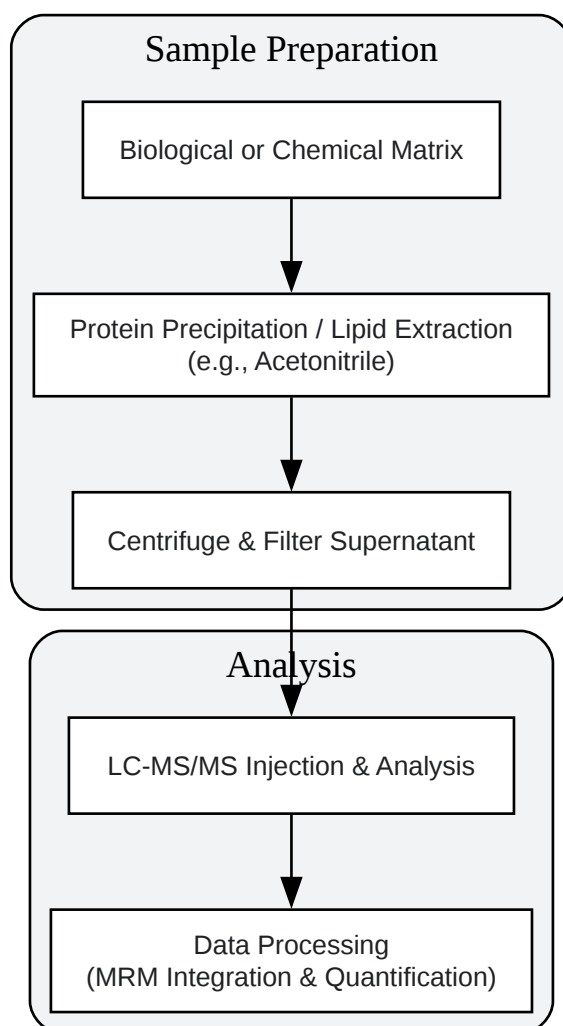 Sample Preparation
Biological or Chemical Matrix
Protein Precipitation / Lipid Extraction
(e.g., Acetonitrile)
Centrifuge & Filter Supernatant
Analysis
LC-MS/MS Injection & Analysis
Data Processing
(MRM Integration & Quantification)